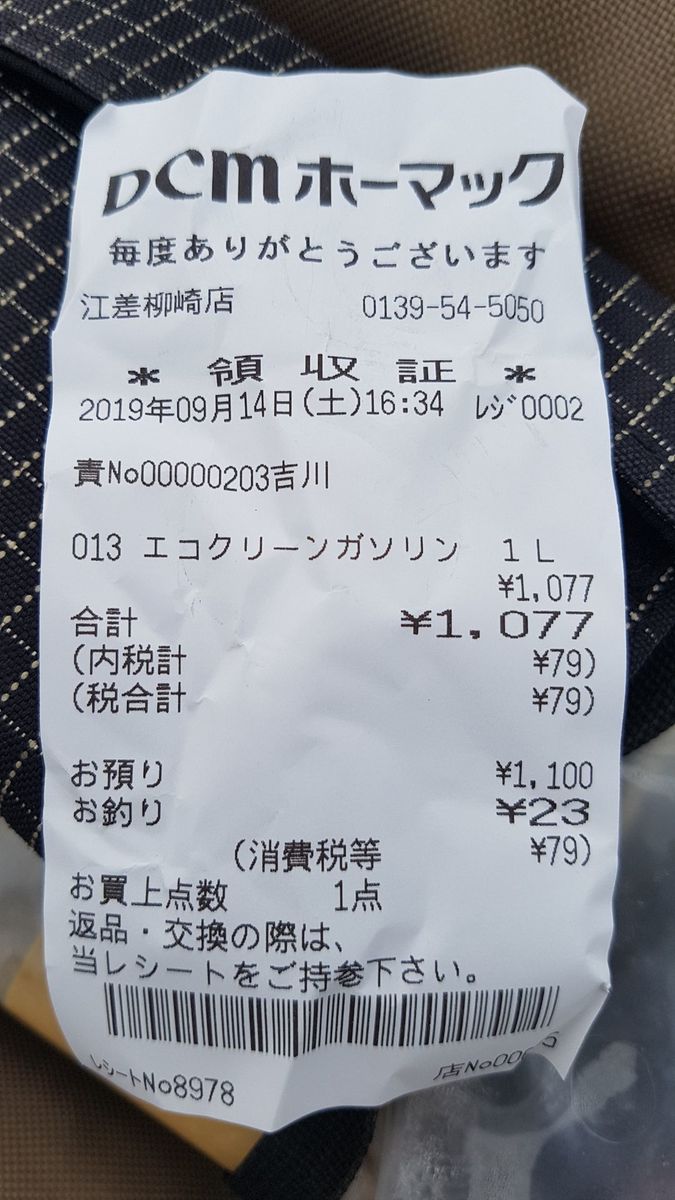 DCMホーマック
毎度ありがとうございます
江差柳崎店 0139-54-5050
* 領 収 証 *
2019年09月14日(土)16:34 ﾚｼﾞ0002
責No00000203吉川
013 エコクリーンガソリン 1L
¥1,077
合計 ¥1,077
(内税計 ¥79)
(税合計 ¥79)
お預り ¥1,100
お釣り ¥23
(消費税等 ¥79)
お買上点数 1点
返品・交換の際は、
当レシートをご持参下さい。
ﾚｼｰﾄNo8978